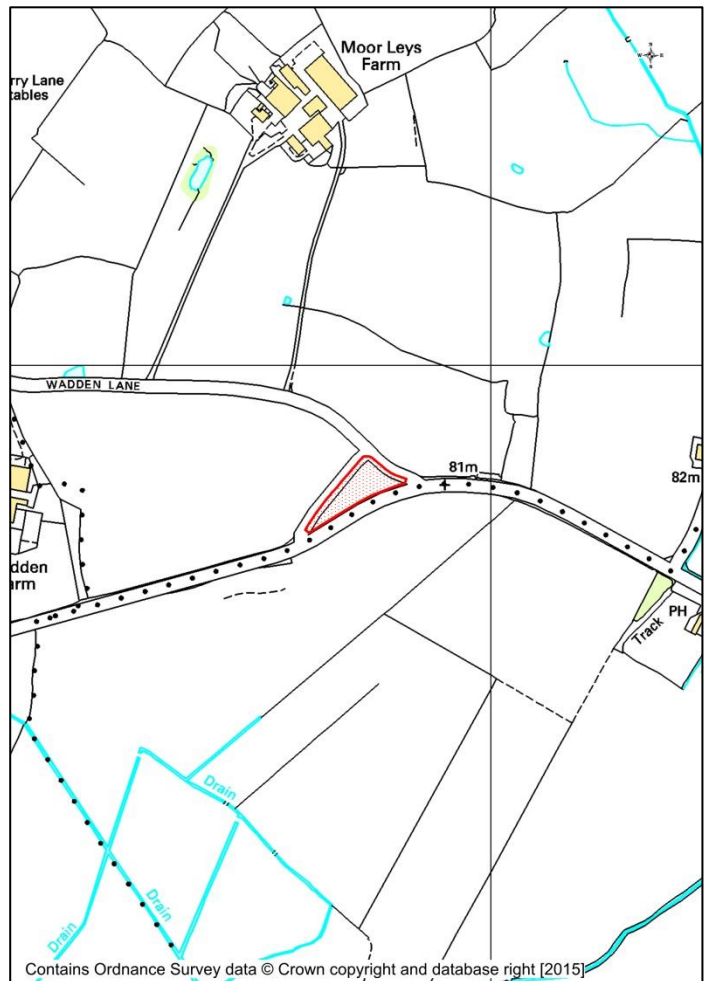 Moor Leys
Farm
rry Lane
tables
WADDEN LANE
81m
82m
dden
arm
PH
Track
Drain
Drain
Drain
Contains Ordnance Survey data © Crown copyright and database right [2015]